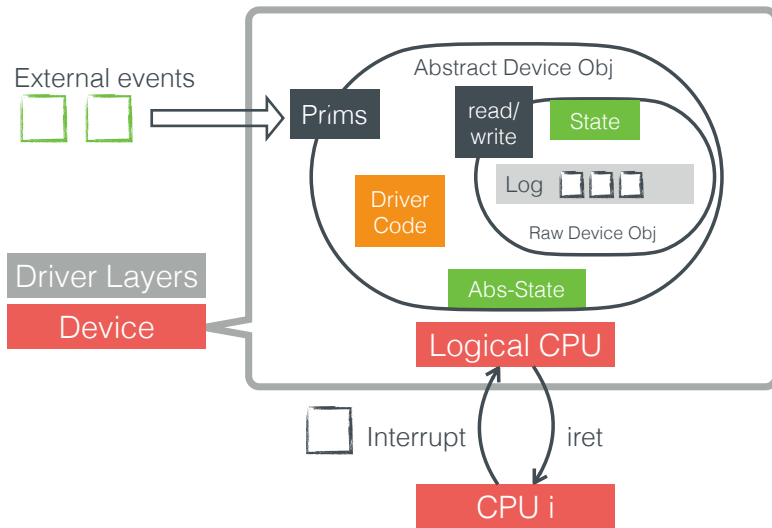 External events
Abstract Device Obj
Prims
read/
write
State
Log
Driver
Code
Raw Device Obj
Driver Layers
Abs-State
Device
Logical CPU
Interrupt
iret
CPU i